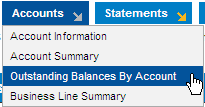 Accounts Statements
Account Information
Account Summary
Outstanding Balances By Account
Business Line Summary